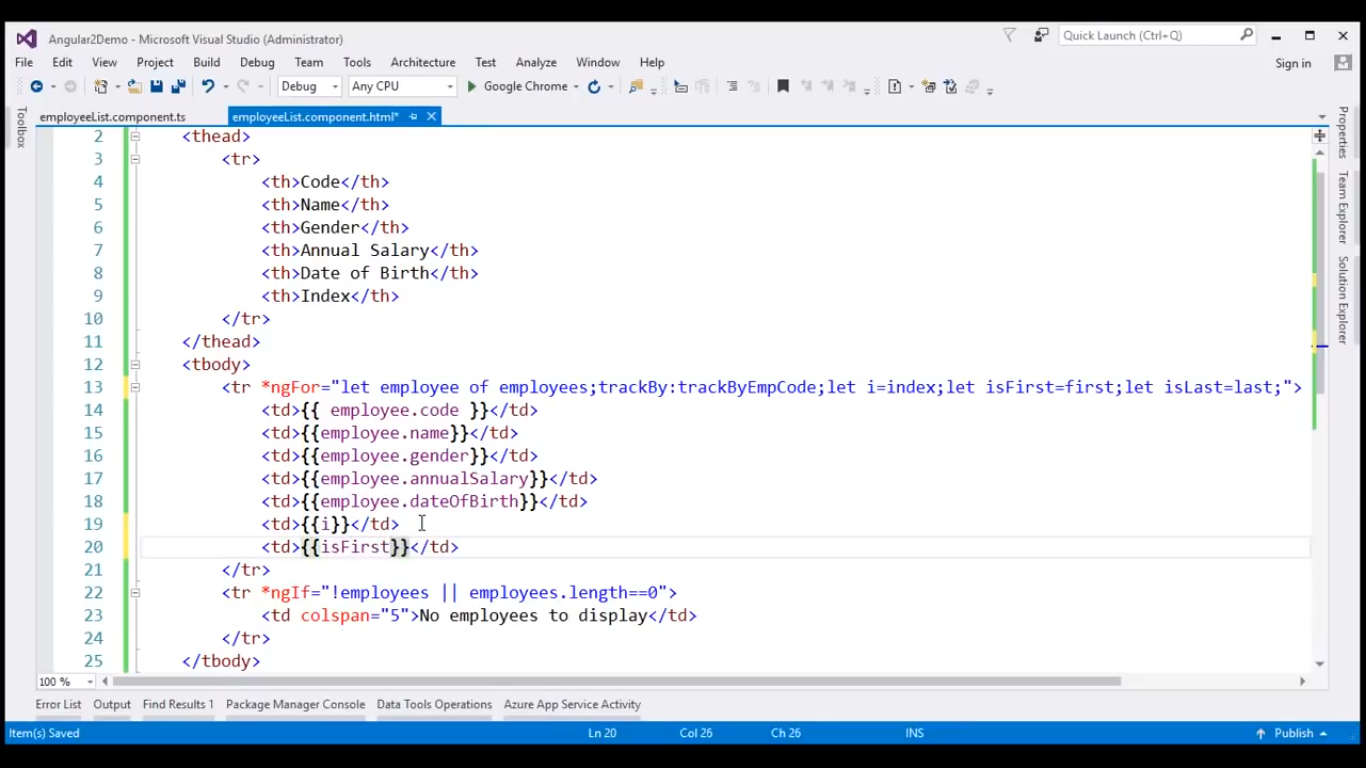 Angular2Demo - Microsoft Visual Studio (Administrator)
Quick Launch (Ctrl+Q)
File Edit View Project Build Debug Team Tools Architecture Test Analyze Window Help
Sign in
Debug Any CPU Google Chrome
employeeList.component.ts employeeList.component.html*
Toolbox
Properties
Team Explorer
Solution Explorer
2 <thead>
3 <tr>
4 <th>Code</th>
5 <th>Name</th>
6 <th>Gender</th>
7 <th>Annual Salary</th>
8 <th>Date of Birth</th>
9 <th>Index</th>
10 </tr>
11 </thead>
12 <tbody>
13 <tr *ngFor="let employee of employees;trackBy:trackByEmpCode;let i=index;let isFirst=first;let isLast=last;">
14 <td>{{ employee.code }}</td>
15 <td>{{employee.name}}</td>
16 <td>{{employee.gender}}</td>
17 <td>{{employee.annualSalary}}</td>
18 <td>{{employee.dateOfBirth}}</td>
19 <td>{{i}}</td>
20 <td>{{isFirst}}</td>
21 </tr>
22 <tr *ngIf="!employees || employees.length==0">
23 <td colspan="5">No employees to display</td>
24 </tr>
25 </tbody>
100 %
Error List Output Find Results 1 Package Manager Console Data Tools Operations Azure App Service Activity
Item(s) Saved Ln 20 Col 26 Ch 26 INS Publish